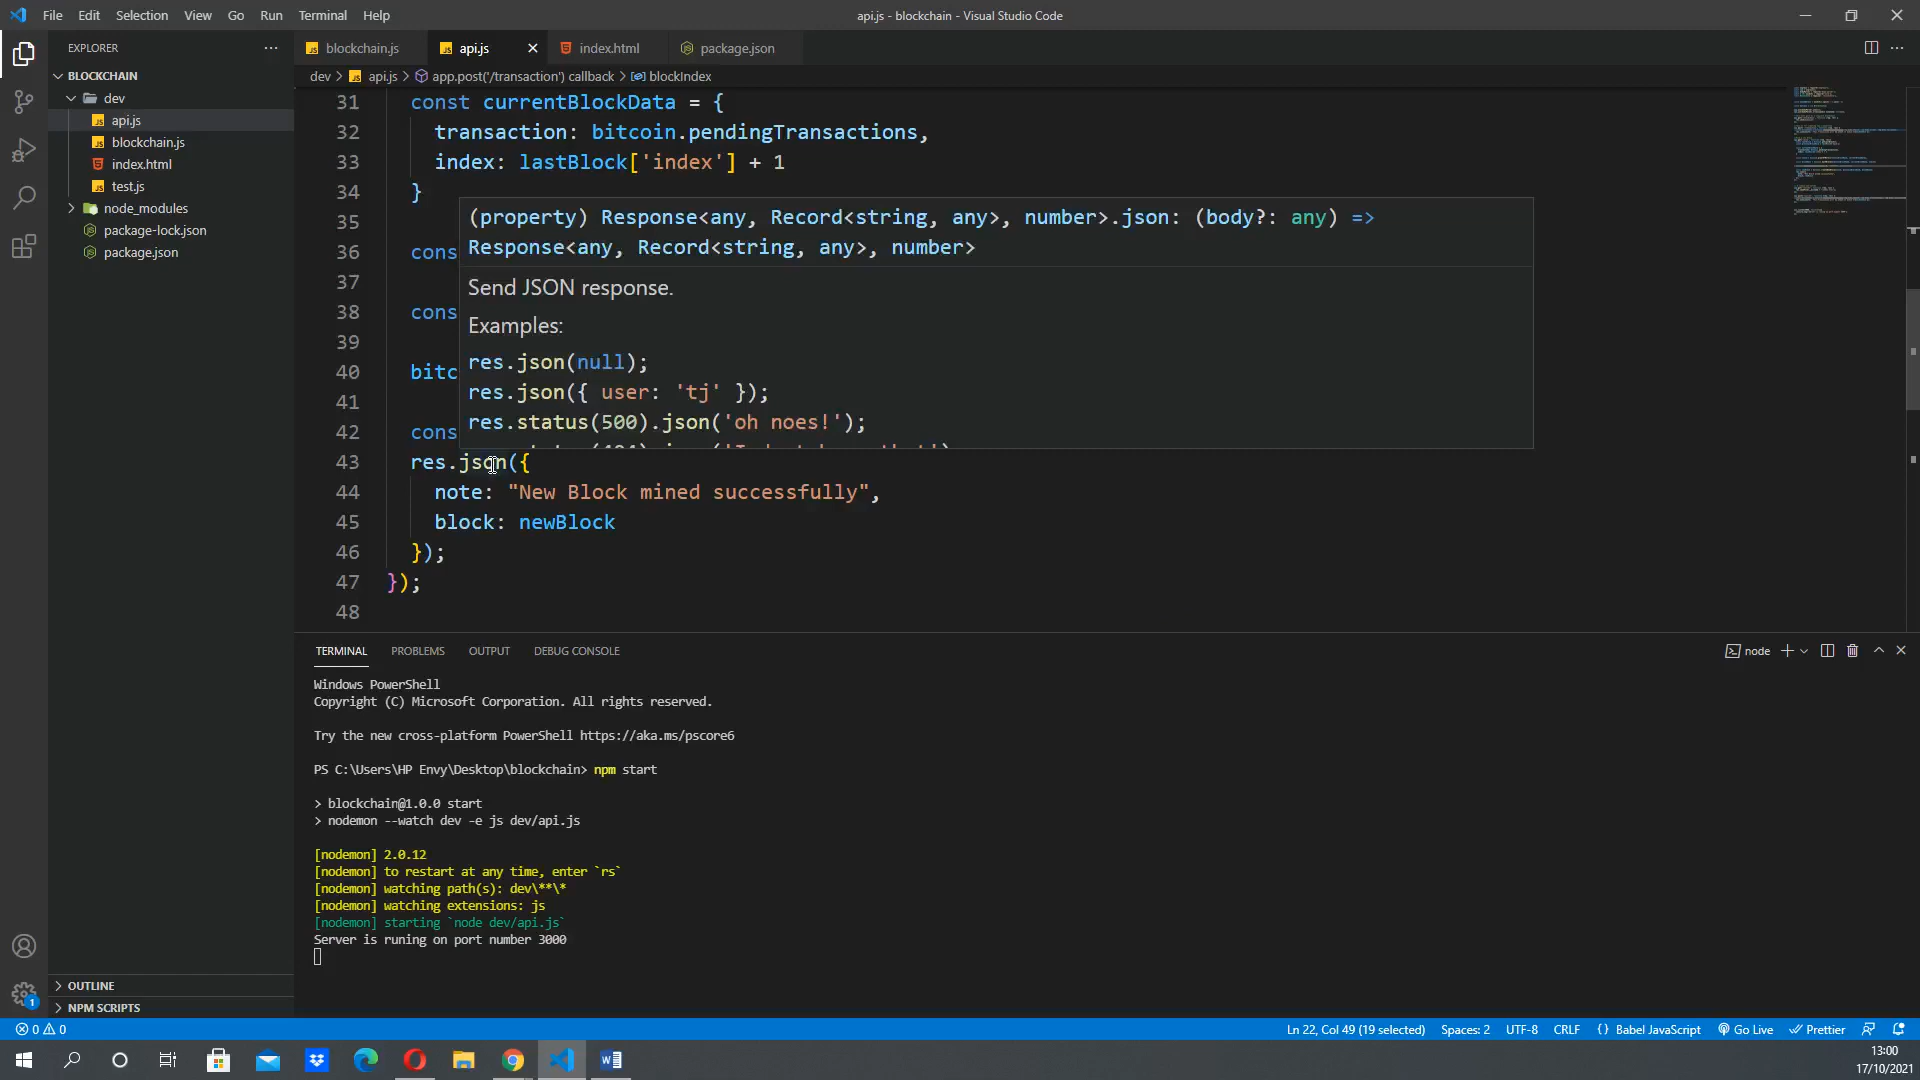 File Edit Selection View Go Run Terminal Help
api.js - blockchain - Visual Studio Code
EXPLORER
BLOCKCHAIN
dev
api.js
blockchain.js
index.html
test.js
node_modules
package-lock.json
package.json
OUTLINE
NPM SCRIPTS
1
blockchain.js api.js index.html package.json
dev > api.js > app.post('/transaction') callback > blockIndex
31 const currentBlockData = {
32 transaction: bitcoin.pendingTransactions,
33 index: lastBlock['index'] + 1
34 }
35
36 cons
37
38 cons
39
40 bitc
41
42 cons
(property) Response<any, Record<string, any>, number>.json: (body?: any) =>
Response<any, Record<string, any>, number>
Send JSON response.
Examples:
res.json(null);
res.json({ user: 'tj' });
res.status(500).json('oh noes!');
43 res.json({
44 note: "New Block mined successfully",
45 block: newBlock
46 });
47 });
48
TERMINAL PROBLEMS OUTPUT DEBUG CONSOLE
node
Windows PowerShell
Copyright (C) Microsoft Corporation. All rights reserved.
Try the new cross-platform PowerShell https://aka.ms/pscore6
PS C:\Users\HP Envy\Desktop\blockchain> npm start
> blockchain@1.0.0 start
> nodemon --watch dev -e js dev/api.js
[nodemon] 2.0.12
[nodemon] to restart at any time, enter `rs`
[nodemon] watching path(s): dev\**\*
[nodemon] watching extensions: js
[nodemon] starting `node dev/api.js`
Server is runing on port number 3000
0 0
Ln 22, Col 49 (19 selected) Spaces: 2 UTF-8 CRLF {} Babel JavaScript Go Live Prettier
13:00
17/10/2021